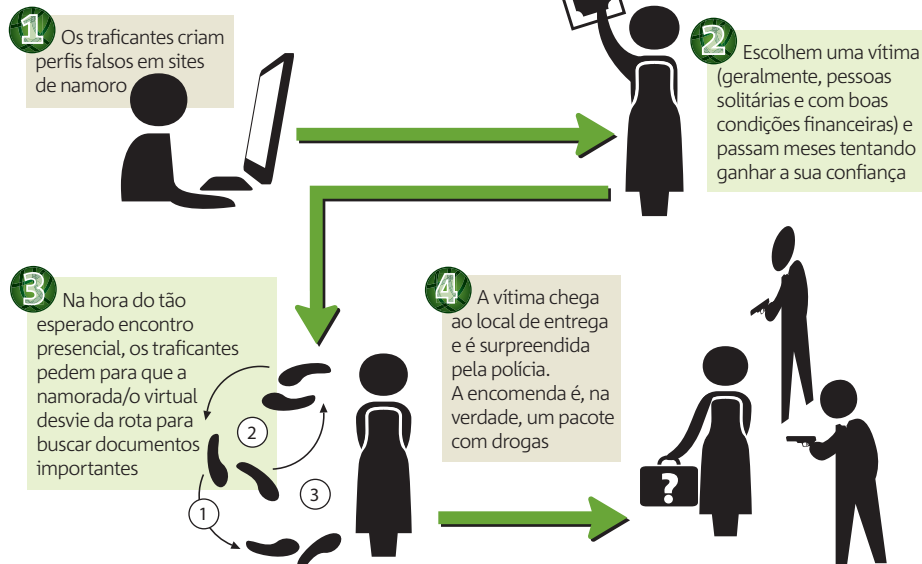 1
Os traficantes criam
perfis falsos em sites
de namoro
2
Escolhem uma vítima
(geralmente, pessoas
solitárias e com boas
condições financeiras) e
passam meses tentando
ganhar a sua confiança
3
Na hora do tão
esperado encontro
presencial, os traficantes
pedem para que a
namorada/o virtual
desvie da rota para
buscar documentos
importantes
2
3
1
4
A vítima chega
ao local de entrega
e é surpreendida
pela polícia.
A encomenda é, na
verdade, um pacote
com drogas
?